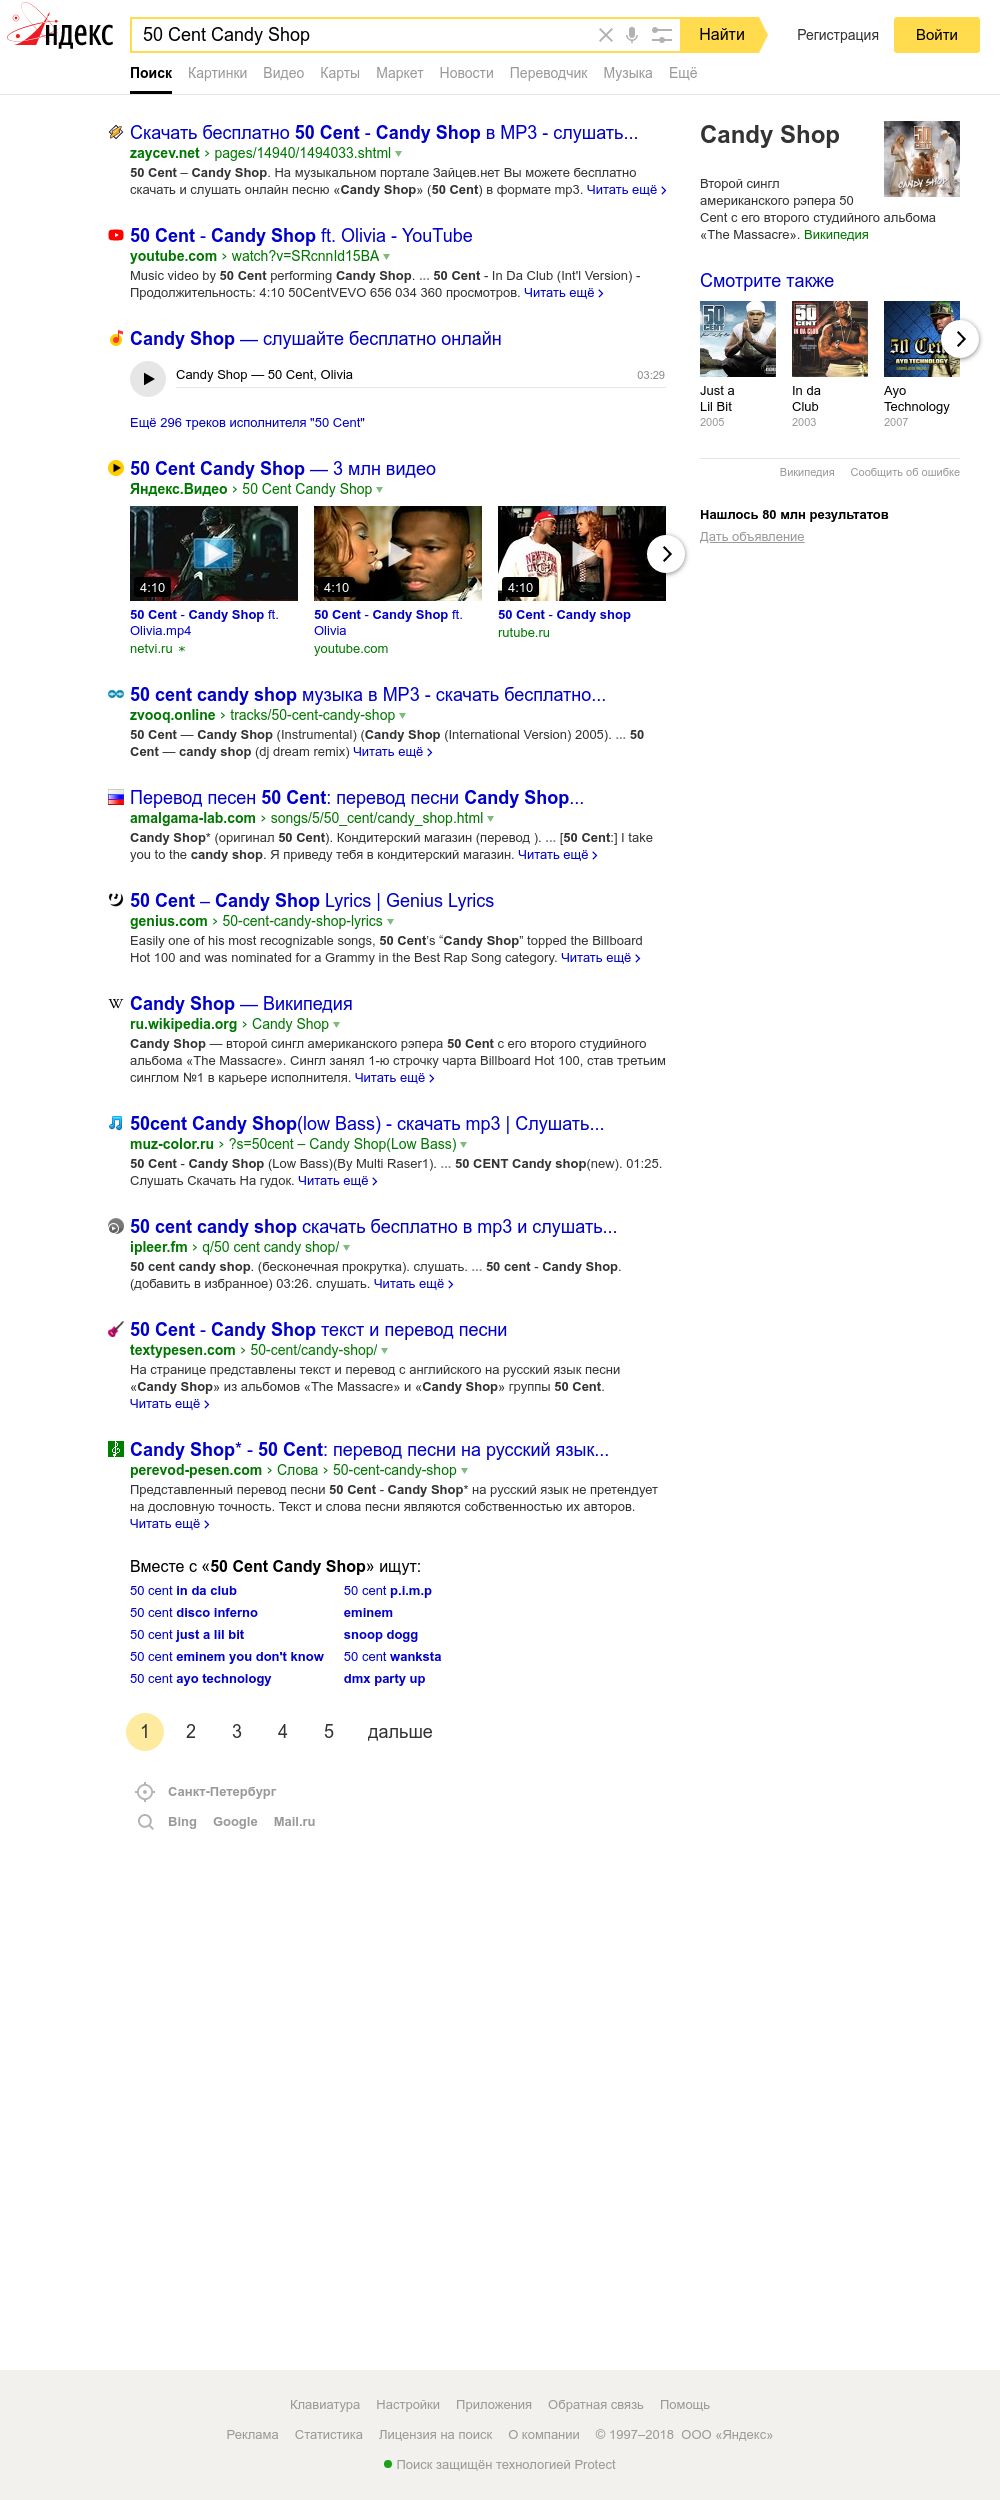 Яндекс
50 Cent Candy Shop
Найти
Регистрация
Войти
Поиск Картинки Видео Карты Маркет Новости Переводчик Музыка Ещё
Скачать бесплатно 50 Cent - Candy Shop в MP3 - слушать...
zaycev.net › pages/14940/1494033.shtml
50 Cent – Candy Shop. На музыкальном портале Зайцев.нет Вы можете бесплатно
скачать и слушать онлайн песню «Candy Shop» (50 Cent) в формате mp3. Читать ещё ›
50 Cent - Candy Shop ft. Olivia - YouTube
youtube.com › watch?v=SRcnnId15BA
Music video by 50 Cent performing Candy Shop. ... 50 Cent - In Da Club (Int'l Version) -
Продолжительность: 4:10 50CentVEVO 656 034 360 просмотров. Читать ещё ›
Candy Shop — слушайте бесплатно онлайн
Candy Shop — 50 Cent, Olivia 03:29
Ещё 296 треков исполнителя "50 Cent"
50 Cent Candy Shop — 3 млн видео
Яндекс.Видео › 50 Cent Candy Shop
4:10 4:10 4:10
50 Cent - Candy Shop ft.
Olivia.mp4
netvi.ru
50 Cent - Candy Shop ft.
Olivia
youtube.com
50 Cent - Candy shop
rutube.ru
50 cent candy shop музыка в MP3 - скачать бесплатно...
zvooq.online › tracks/50-cent-candy-shop
50 Cent — Candy Shop (Instrumental) (Candy Shop (International Version) 2005). ... 50
Cent — candy shop (dj dream remix) Читать ещё ›
Перевод песен 50 Cent: перевод песни Candy Shop...
amalgama-lab.com › songs/5/50_cent/candy_shop.html
Candy Shop* (оригинал 50 Cent). Кондитерский магазин (перевод ). ... [50 Cent:] I take
you to the candy shop. Я приведу тебя в кондитерский магазин. Читать ещё ›
50 Cent – Candy Shop Lyrics | Genius Lyrics
genius.com › 50-cent-candy-shop-lyrics
Easily one of his most recognizable songs, 50 Cent's “Candy Shop” topped the Billboard
Hot 100 and was nominated for a Grammy in the Best Rap Song category. Читать ещё ›
Candy Shop — Википедия
ru.wikipedia.org › Candy Shop
Candy Shop — второй сингл американского рэпера 50 Cent с его второго студийного
альбома «The Massacre». Сингл занял 1-ю строчку чарта Billboard Hot 100, став третьим
синглом №1 в карьере исполнителя. Читать ещё ›
50cent Candy Shop(low Bass) - скачать mp3 | Слушать...
muz-color.ru › ?s=50cent – Candy Shop(Low Bass)
50 Cent - Candy Shop (Low Bass)(By Multi Raser1). ... 50 CENT Candy shop(new). 01:25.
Слушать Скачать На гудок. Читать ещё ›
50 cent candy shop скачать бесплатно в mp3 и слушать...
ipleer.fm › q/50 cent candy shop/
50 cent candy shop. (бесконечная прокрутка). слушать. ... 50 cent - Candy Shop.
(добавить в избранное) 03:26. слушать. Читать ещё ›
50 Cent - Candy Shop текст и перевод песни
textypesen.com › 50-cent/candy-shop/
На странице представлены текст и перевод с английского на русский язык песни
«Candy Shop» из альбомов «The Massacre» и «Candy Shop» группы 50 Cent.
Читать ещё ›
Candy Shop* - 50 Cent: перевод песни на русский язык...
perevod-pesen.com › Слова › 50-cent-candy-shop
Представленный перевод песни 50 Cent - Candy Shop* на русский язык не претендует
на дословную точность. Текст и слова песни являются собственностью их авторов.
Читать ещё ›
Вместе с «50 Cent Candy Shop» ищут:
50 cent in da club 50 cent p.i.m.p
50 cent disco inferno eminem
50 cent just a lil bit snoop dogg
50 cent eminem you don't know 50 cent wanksta
50 cent ayo technology dmx party up
1 2 3 4 5 дальше
Санкт-Петербург
Bing Google Mail.ru
Candy Shop
50 CENT
CANDY SHOP
Второй сингл
американского рэпера 50
Cent с его второго студийного альбома
«The Massacre». Википедия
Смотрите также
50 CENT
50 CENT IN DA CLUB
50 Cent AYO TECHNOLOGY
Just a
Lil Bit
2005
In da
Club
2003
Ayo
Technology
2007
Википедия Сообщить об ошибке
Нашлось 80 млн результатов
Дать объявление
Клавиатура Настройки Приложения Обратная связь Помощь
Реклама Статистика Лицензия на поиск О компании © 1997–2018 ООО «Яндекс»
Поиск защищён технологией Protect